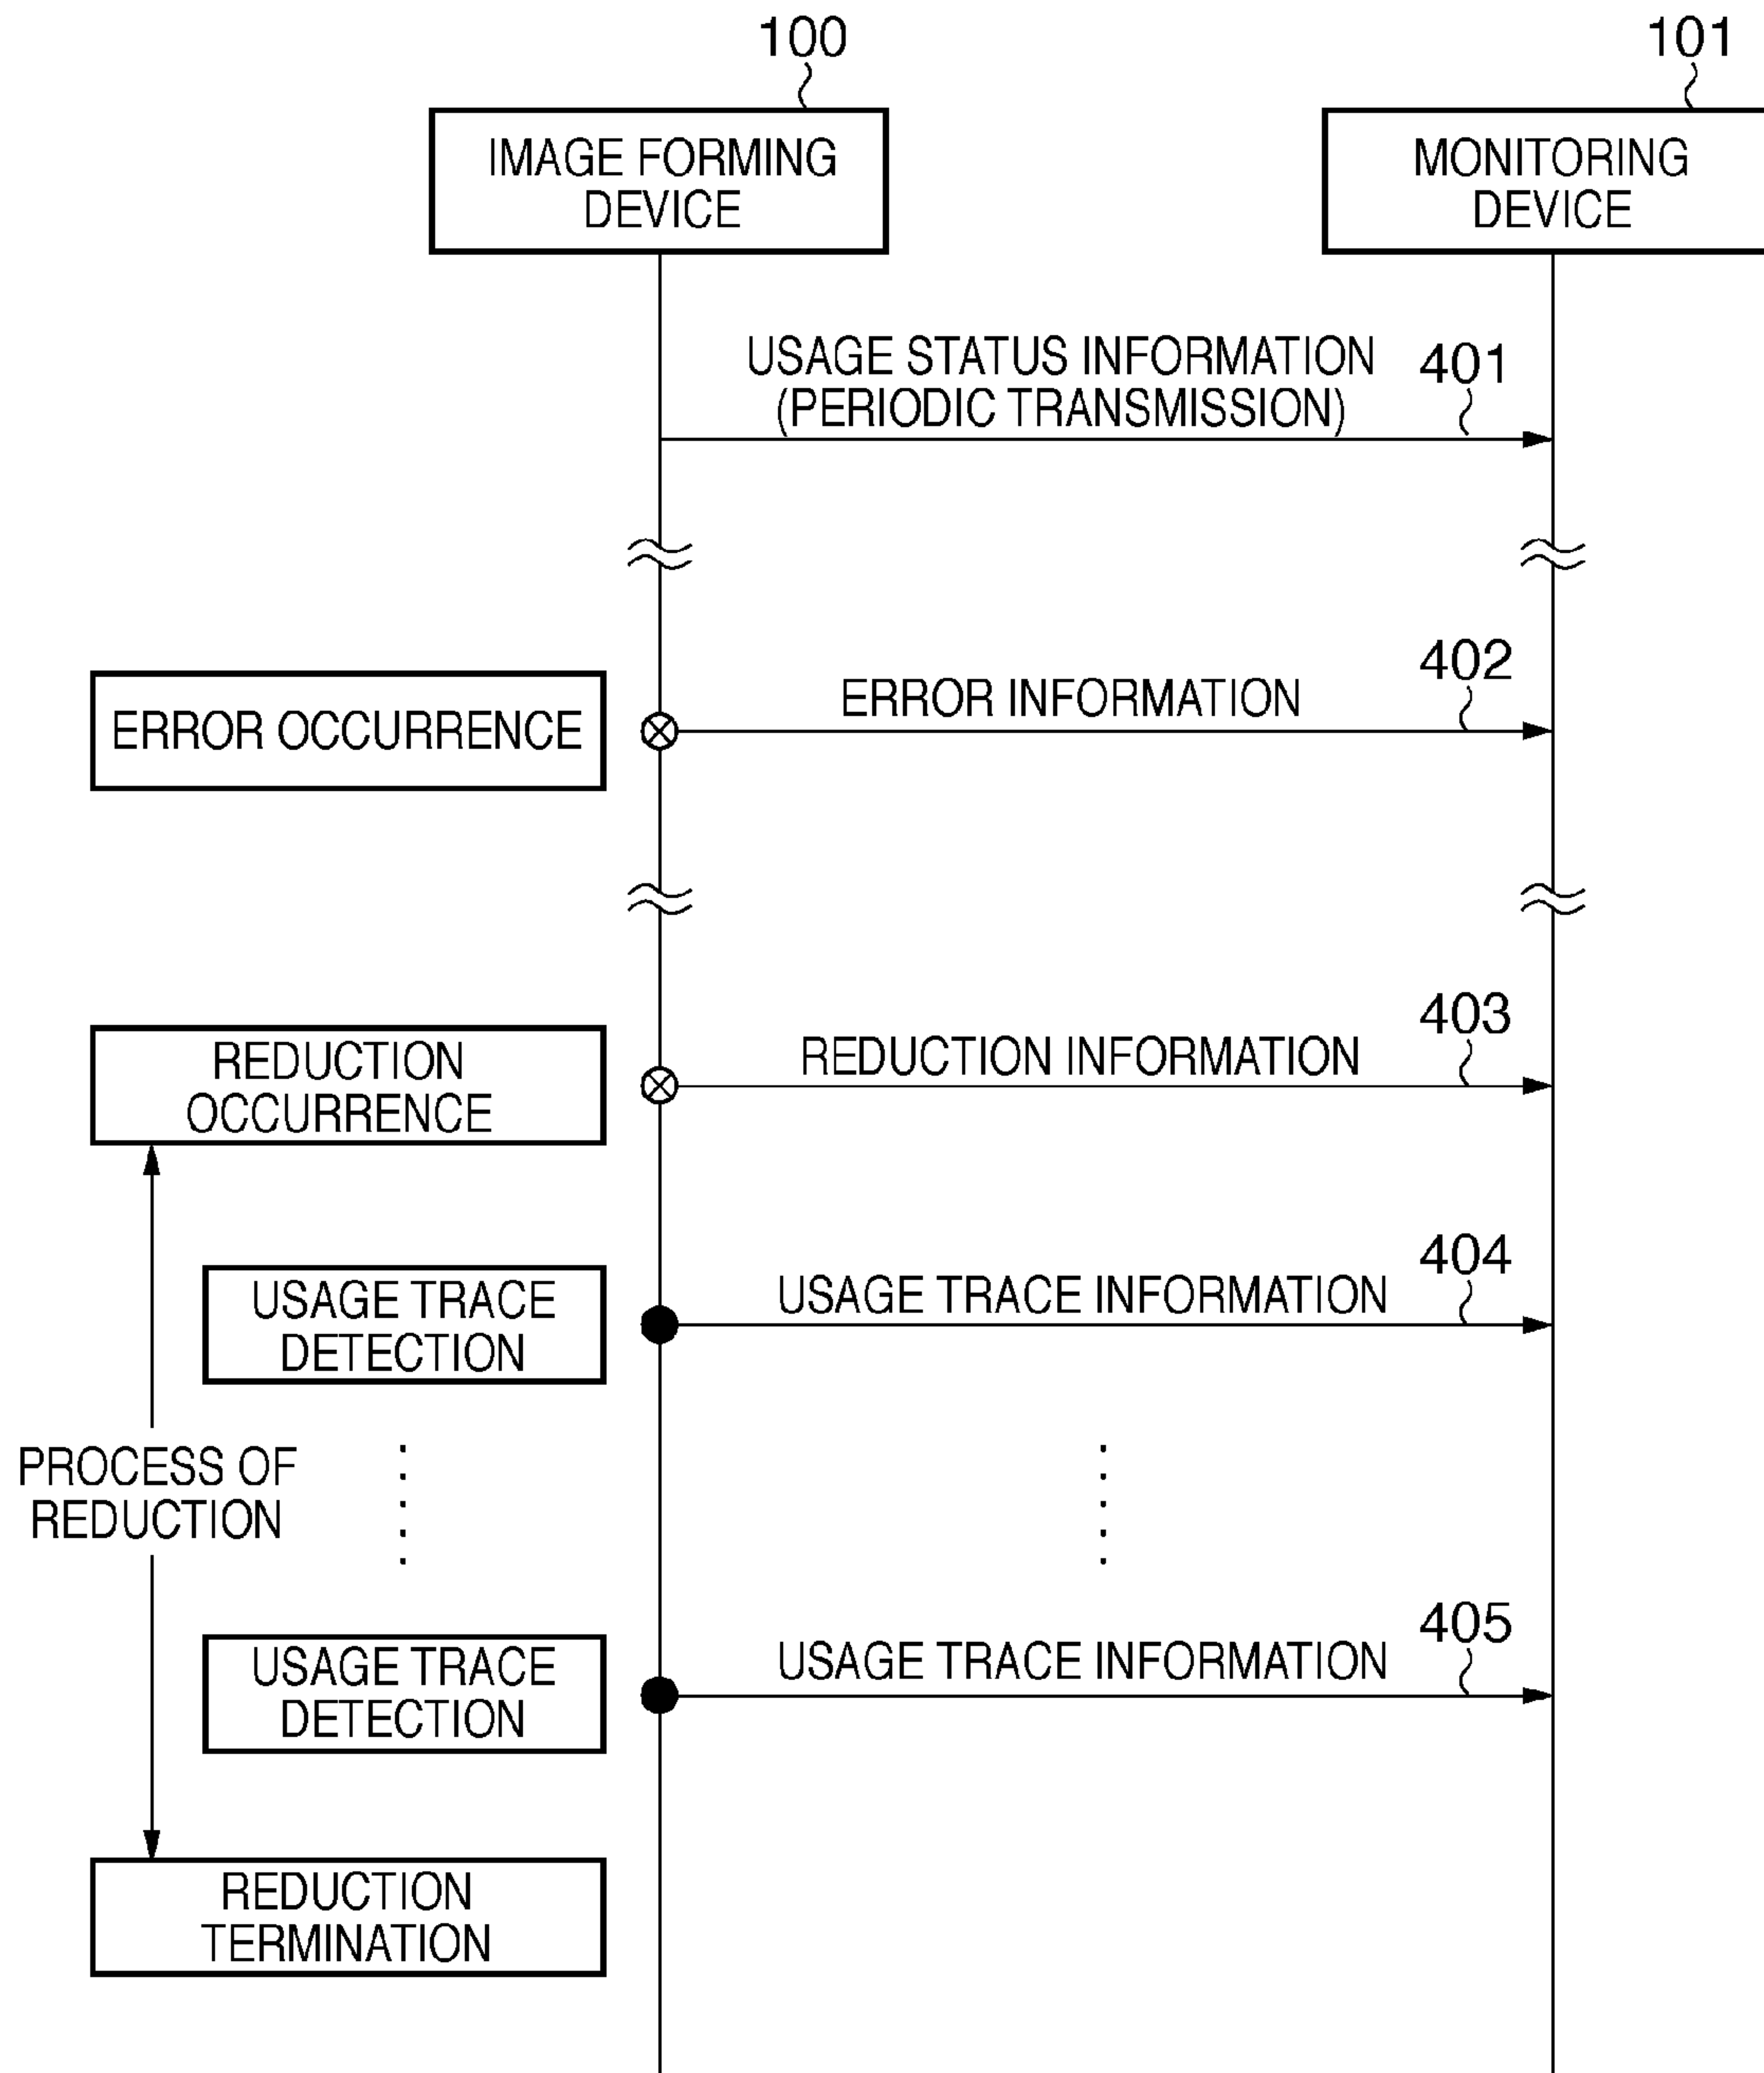 100
101
IMAGE FORMING
DEVICE
MONITORING
DEVICE
USAGE STATUS INFORMATION
(PERIODIC TRANSMISSION)
401
402
ERROR OCCURRENCE
ERROR INFORMATION
403
REDUCTION
OCCURRENCE
REDUCTION INFORMATION
404
USAGE TRACE
DETECTION
USAGE TRACE INFORMATION
PROCESS OF
REDUCTION
405
USAGE TRACE
DETECTION
USAGE TRACE INFORMATION
REDUCTION
TERMINATION